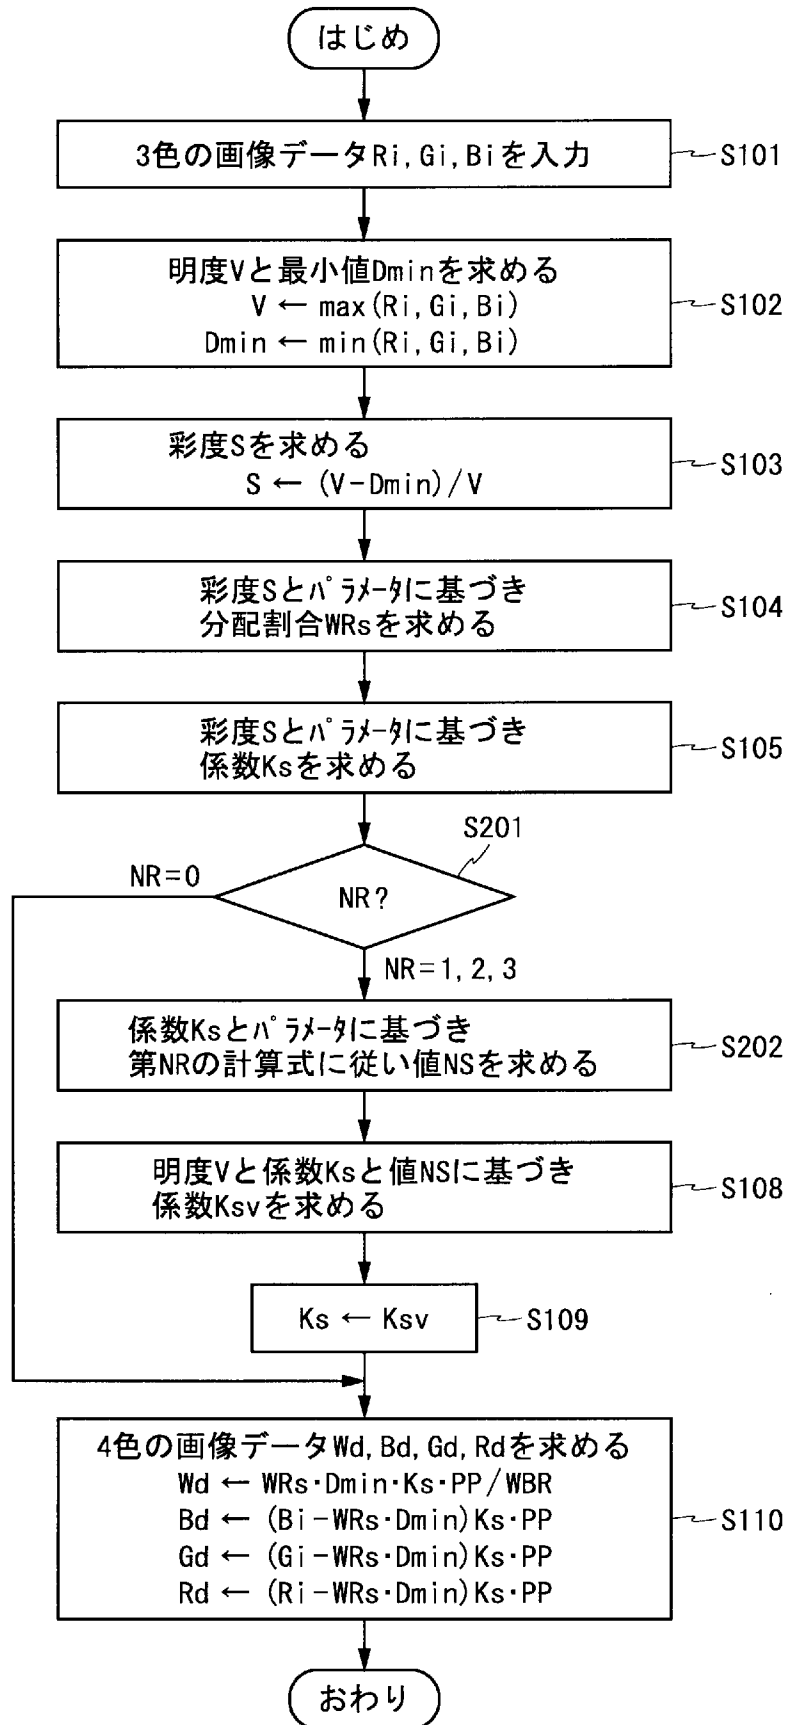 はじめ
3色の画像データRi,Gi,Biを入力
S101
明度Vと最小値Dminを求める
V ← max(Ri,Gi,Bi)
Dmin ← min(Ri,Gi,Bi)
S102
彩度Sを求める
S ← (V-Dmin)/V
S103
彩度Sとﾊﾟﾗﾒｰﾀに基づき
分配割合WRsを求める
S104
彩度Sとﾊﾟﾗﾒｰﾀに基づき
係数Ksを求める
S105
S201
NR=0
NR?
NR=1,2,3
係数Ksとﾊﾟﾗﾒｰﾀに基づき
第NRの計算式に従い値NSを求める
S202
明度Vと係数Ksと値NSに基づき
係数Ksvを求める
S108
Ks ← Ksv
S109
4色の画像データWd,Bd,Gd,Rdを求める
Wd ← WRs·Dmin·Ks·PP/WBR
Bd ← (Bi-WRs·Dmin)Ks·PP
Gd ← (Gi-WRs·Dmin)Ks·PP
Rd ← (Ri-WRs·Dmin)Ks·PP
S110
おわり